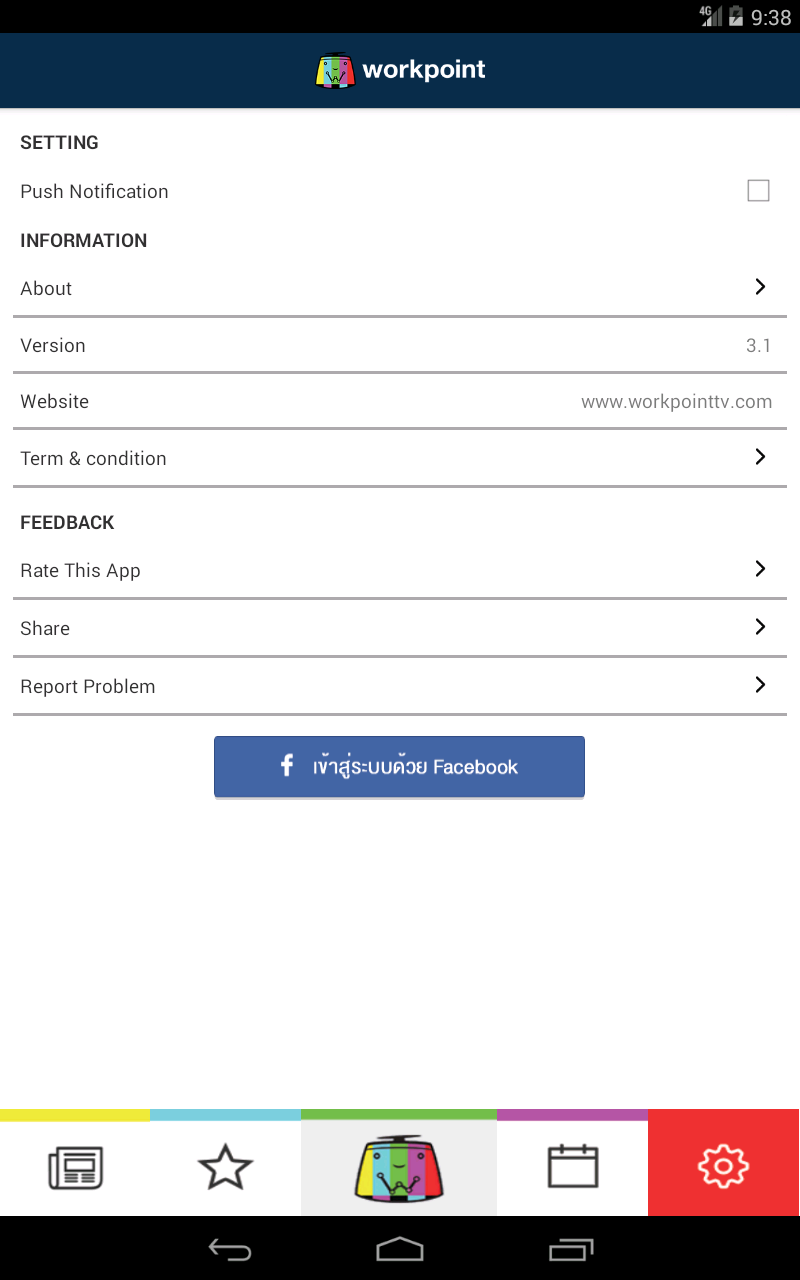 4G 9:38
workpoint
SETTING
Push Notification
INFORMATION
About
Version 3.1
Website www.workpointtv.com
Term & condition
FEEDBACK
Rate This App
Share
Report Problem
f เข้าสู่ระบบด้วย Facebook